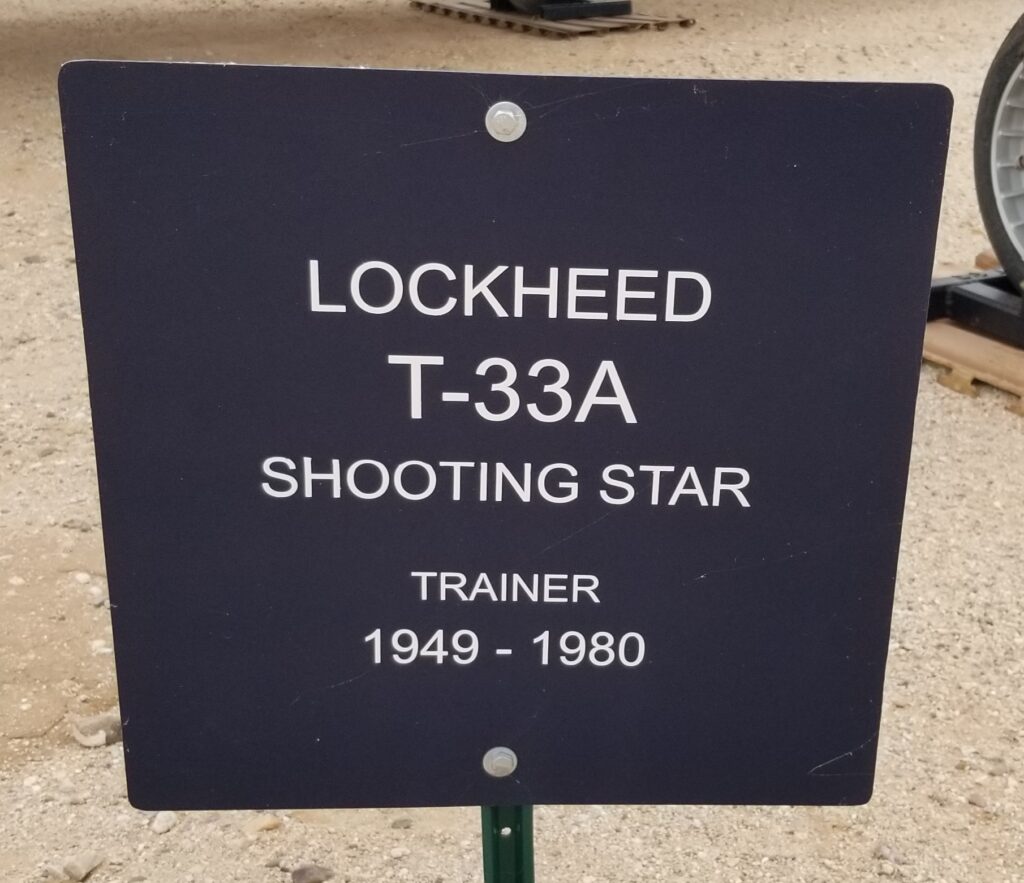 LOCKHEED
T-33A
SHOOTING STAR
TRAINER
1949 - 1980